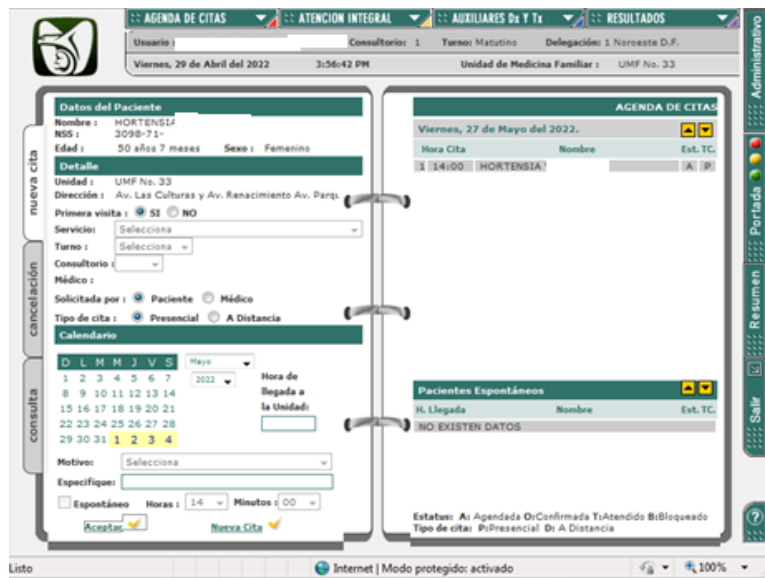 :: AGENDA DE CITAS :: ATENCION INTEGRAL :: AUXILIARES Dx Y Tx :: RESULTADOS
Usuario : Consultorio: 1 Turno: Matutino Delegación: 1 Noroeste D.F.
Viernes, 29 de Abril del 2022 3:56:42 PM Unidad de Medicina Familiar : UMF No. 33
Datos del Paciente
Nombre : HORTENSIA
NSS : 3098-71-
Edad : 50 años 7 meses Sexo : Femenino
Detalle
Unidad : UMF No. 33
Dirección : Av. Las Culturas y Av. Renacimiento Av. Parqu
Primera visita : SI NO
Servicio: Selecciona
Turno : Selecciona
Consultorio :
Médico :
Solicitada por : Paciente Médico
Tipo de cita : Presencial A Distancia
Calendario
D L M M J V S Mayo
1 2 3 4 5 6 7 2022
8 9 10 11 12 13 14
15 16 17 18 19 20 21
22 23 24 25 26 27 28
29 30 31 1 2 3 4
Hora de
llegada a
la Unidad:
Motivo: Selecciona
Especifique:
Espontáneo Horas : 14 Minutos : 00
Aceptar Nueva Cita
AGENDA DE CITAS
Viernes, 27 de Mayo del 2022.
Hora Cita Nombre Est. TC.
1 14:00 HORTENSIA A P
Pacientes Espontáneos
H. Llegada Nombre Est. TC.
NO EXISTEN DATOS
Estatus: A: Agendada O:Confirmada T:Atendido B:Bloqueado
Tipo de cita: P:Presencial D: A Distancia
nueva cita
cancelación
consulta
Administrativo
Portada
Resumen
Salir
?
Listo Internet | Modo protegido: activado 100%